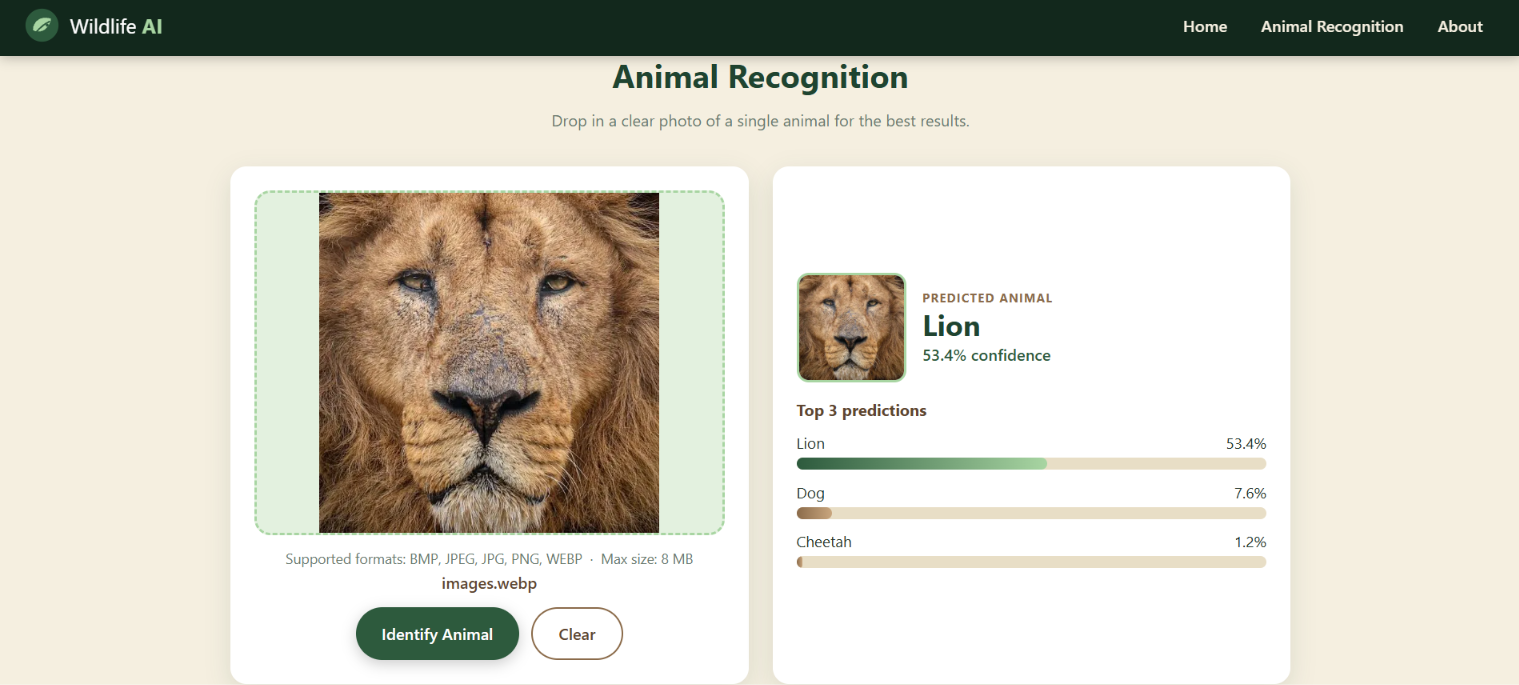 Wildlife AI
Home
Animal Recognition
About
Animal Recognition
Drop in a clear photo of a single animal for the best results.
Supported formats: BMP, JPEG, JPG, PNG, WEBP · Max size: 8 MB
images.webp
Identify Animal
Clear
PREDICTED ANIMAL
Lion
53.4% confidence
Top 3 predictions
Lion 53.4%
Dog 7.6%
Cheetah 1.2%